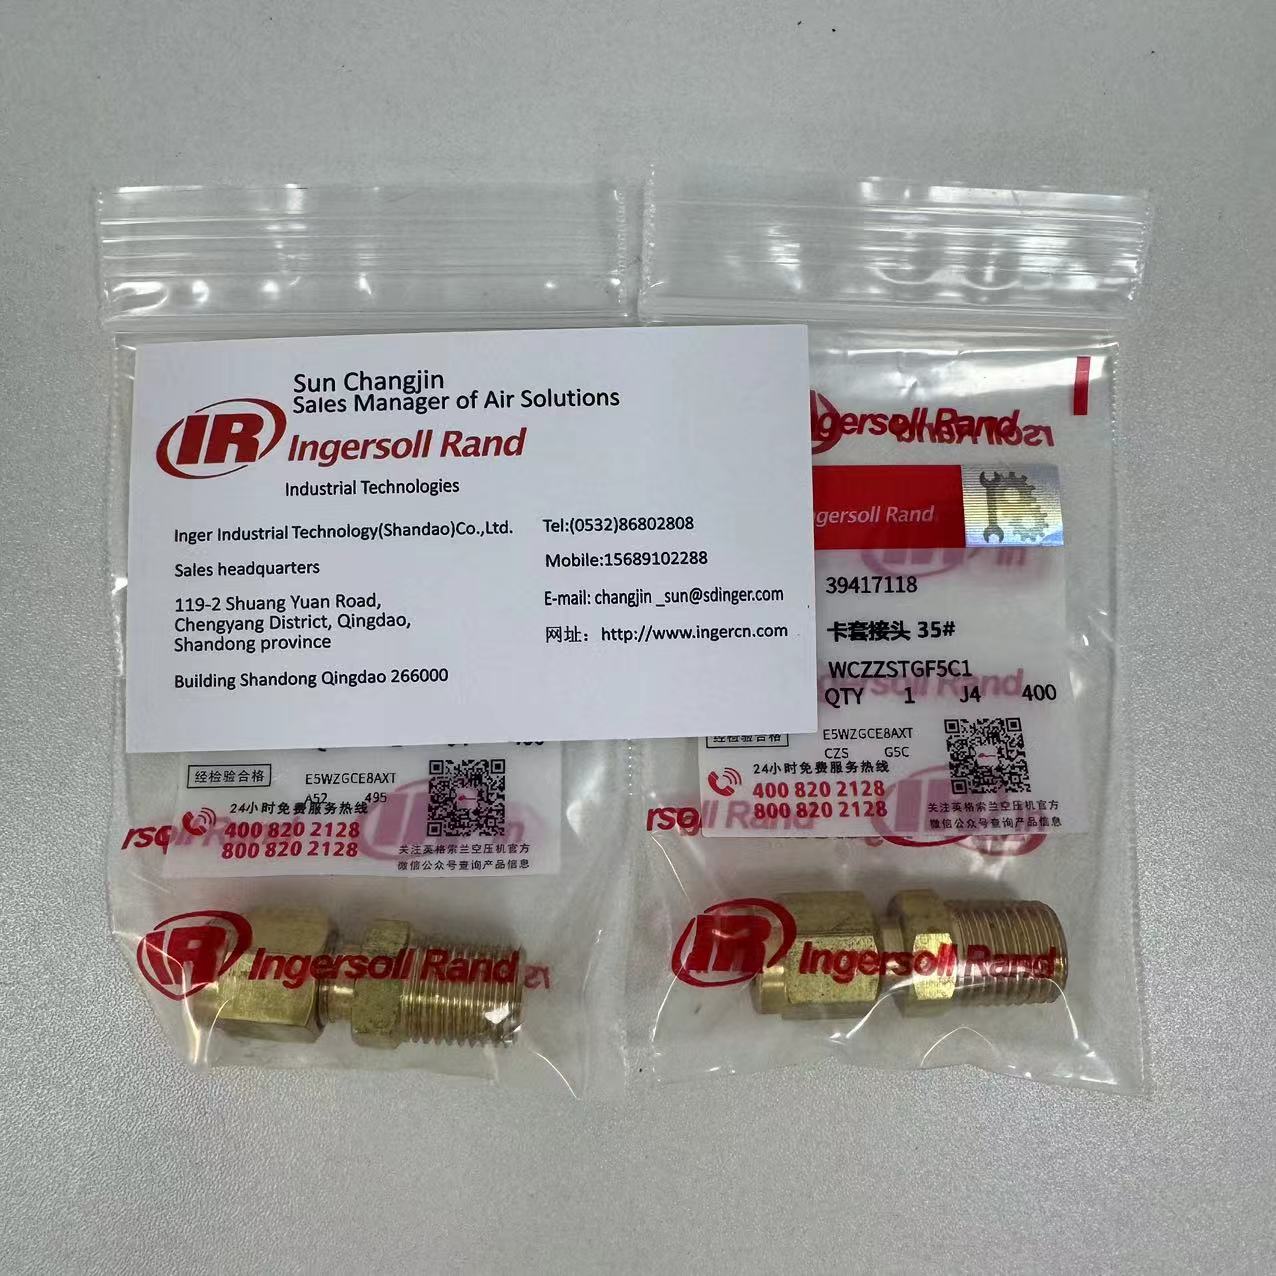 Sun Changjin
Sales Manager of Air Solutions
IR Ingersoll Rand
Industrial Technologies
Inger Industrial Technology(Shandao)Co.,Ltd.
Sales headquarters
119-2 Shuang Yuan Road,
Chengyang District, Qingdao,
Shandong province
Building Shandong Qingdao 266000
Tel:(0532)86802808
Mobile:15689102288
E-mail: changjin _sun@sdinger.com
网址：http://www.ingercn.com
gersoll Rand
gersoll Rand
39417118
卡套接头 35#
WCZZSTGF5C1
QTY 1 J4 400
E5WZGCE8AXT
CZS G5C
24小时免费服务热线
400 820 2128
800 820 2128
关注英格索兰空压机官方
微信公众号查询产品信息
经检验合格
E5WZGCE8AXT
A52 495
24小时免费服务热线
400 820 2128
800 820 2128
关注英格索兰空压机官方
微信公众号查询产品信息
IR Ingersoll Rand
IR Ingersoll Rand